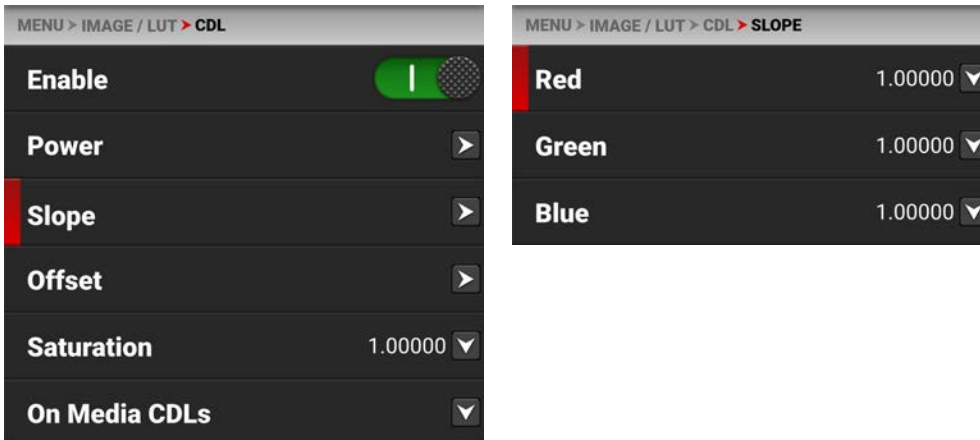 MENU > IMAGE / LUT > CDL
Enable
Power
Slope
Offset
Saturation 1.00000
On Media CDLs
MENU > IMAGE / LUT > CDL > SLOPE
Red 1.00000
Green 1.00000
Blue 1.00000